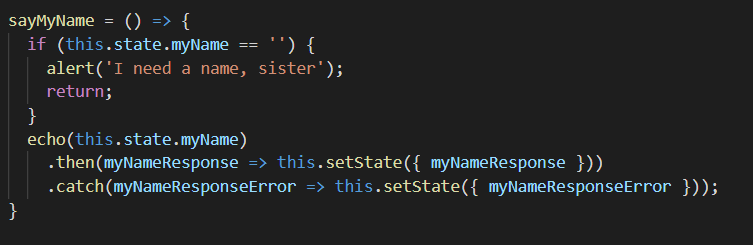 sayMyName = () => {
  if (this.state.myName == '') {
    alert('I need a name, sister');
    return;
  }
  echo(this.state.myName)
    .then(myNameResponse => this.setState({ myNameResponse }))
    .catch(myNameResponseError => this.setState({ myNameResponseError }));
}